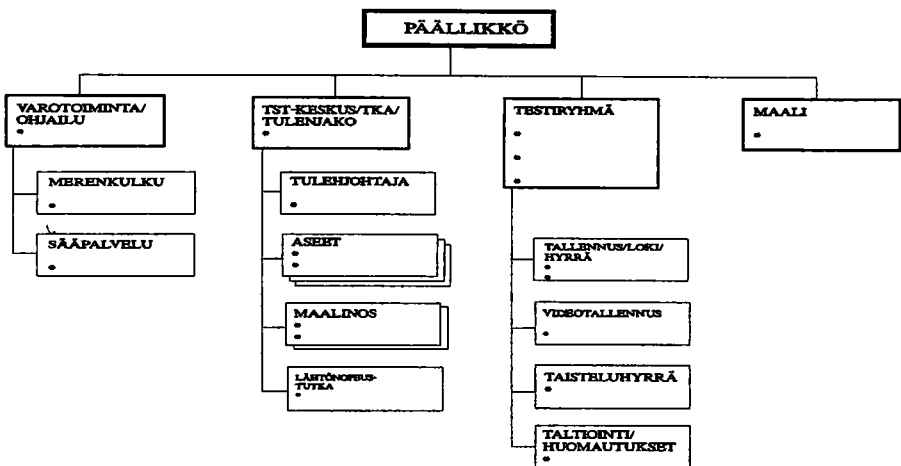 PÄÄLLIKKÖ
VAROTOIMINTA/
OHJAILU
MERENKULKU
SÄÄPALVELU
TST-KESKUS/TKA/
TULENJAKO
TULEHJOHTAJA
ASEET
MAALINOS
LÄHTÖNOPEUS-
TUTKA
TESTIRYHMÄ
TALLENNUS/LOKI/
HYRRÄ
VIDEOTALLENNUS
TAISTELUHYRRÄ
TALTIOINTI/
HUOMAUTUKSET
MAALI